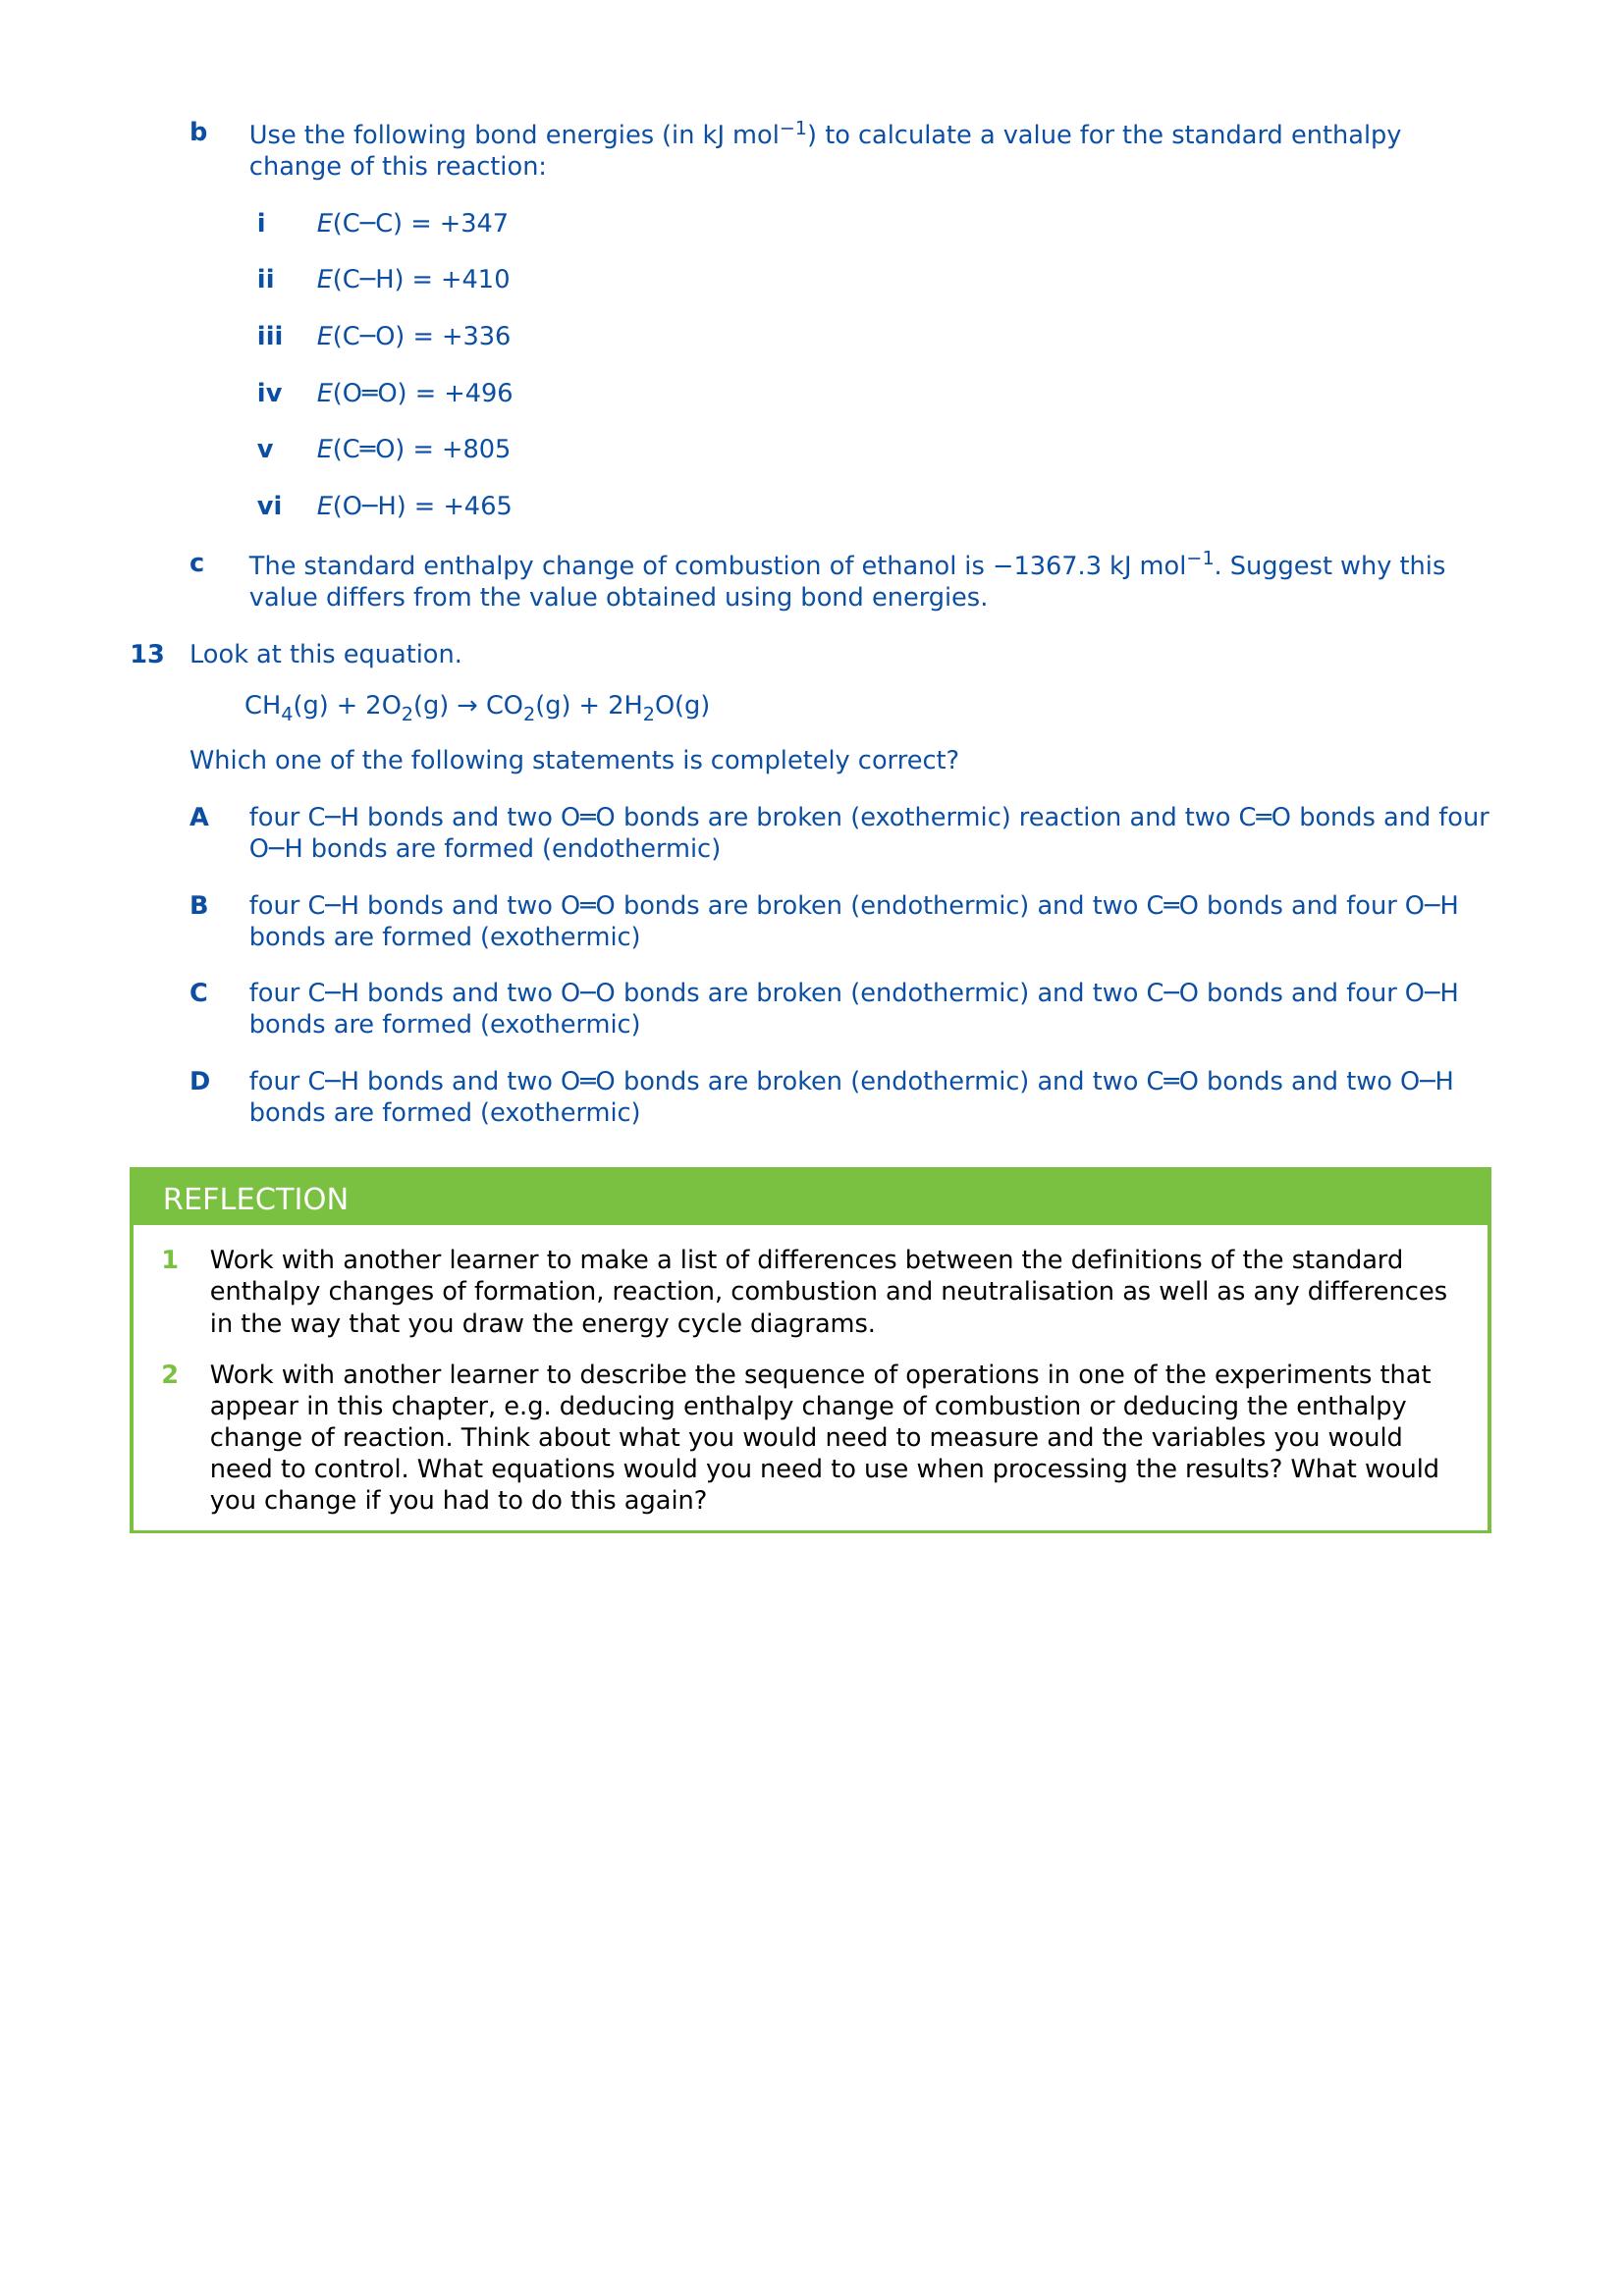 b Use the following bond energies (in kJ mol⁻¹) to calculate a value for the standard enthalpy
change of this reaction:
i E(C─C) = +347
ii E(C─H) = +410
iii E(C─O) = +336
iv E(O═O) = +496
v E(C═O) = +805
vi E(O─H) = +465
c The standard enthalpy change of combustion of ethanol is −1367.3 kJ mol⁻¹. Suggest why this
value differs from the value obtained using bond energies.
13 Look at this equation.
CH₄(g) + 2O₂(g) → CO₂(g) + 2H₂O(g)
Which one of the following statements is completely correct?
A four C─H bonds and two O═O bonds are broken (exothermic) reaction and two C═O bonds and four
O─H bonds are formed (endothermic)
B four C─H bonds and two O═O bonds are broken (endothermic) and two C═O bonds and four O─H
bonds are formed (exothermic)
C four C─H bonds and two O─O bonds are broken (endothermic) and two C─O bonds and four O─H
bonds are formed (exothermic)
D four C─H bonds and two O═O bonds are broken (endothermic) and two C═O bonds and two O─H
bonds are formed (exothermic)
REFLECTION
1 Work with another learner to make a list of differences between the definitions of the standard
enthalpy changes of formation, reaction, combustion and neutralisation as well as any differences
in the way that you draw the energy cycle diagrams.
2 Work with another learner to describe the sequence of operations in one of the experiments that
appear in this chapter, e.g. deducing enthalpy change of combustion or deducing the enthalpy
change of reaction. Think about what you would need to measure and the variables you would
need to control. What equations would you need to use when processing the results? What would
you change if you had to do this again?